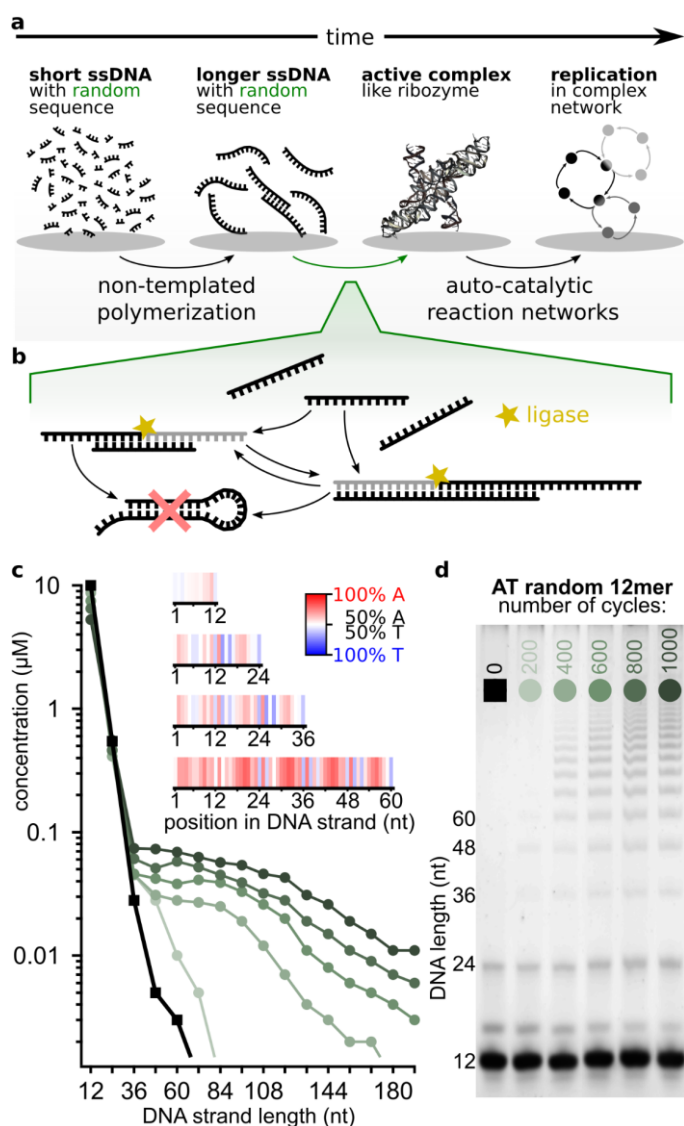 a
time
short ssDNA
with random
sequence
longer ssDNA
with random
sequence
active complex
like ribozyme
replication
in complex
network
non-templated
polymerization
auto-catalytic
reaction networks
b
ligase
c
10
1
0.1
0.01
concentration (µM)
1 12
1 12 24
1 12 24 36
1 12 24 36 48 60
position in DNA strand (nt)
100% A
50% A
50% T
100% T
12 36 60 84 108 144 180
DNA strand length (nt)
d
AT random 12mer
number of cycles:
0 200 400 600 800 1000
60
48
36
24
12
DNA length (nt)